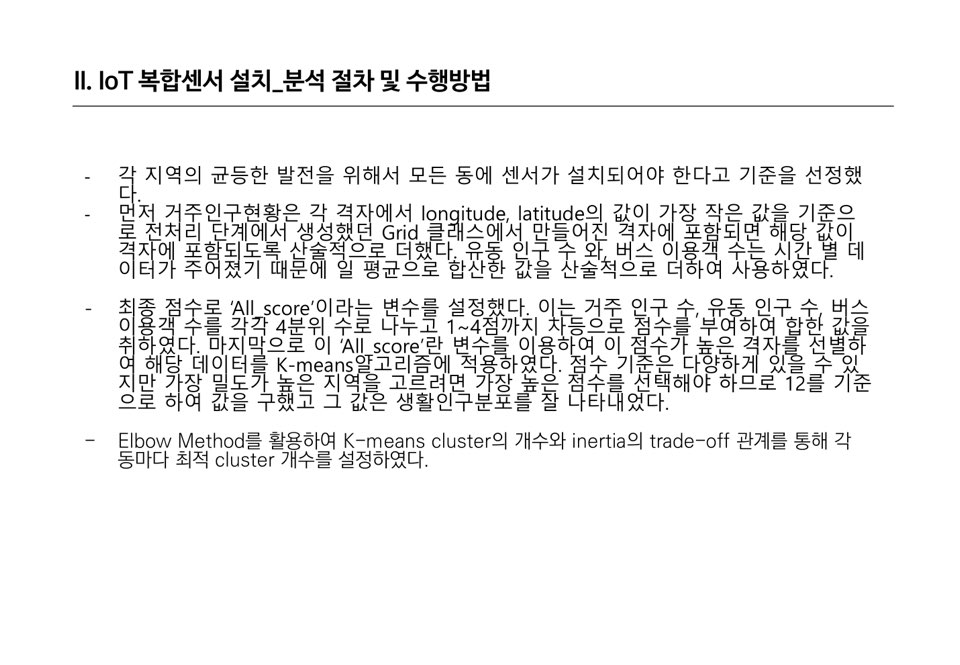 II. IoT 복합센서 설치_분석 절차 및 수행방법
- 각 지역의 균등한 발전을 위해서 모든 동에 센서가 설치되어야 한다고 기준을 선정했
다.
- 먼저 거주인구현황은 각 격자에서 longitude, latitude의 값이 가장 작은 값을 기준으
로 전처리 단계에서 생성했던 Grid 클래스에서 만들어진 격자에 포함되면 해당 값이
격자에 포함되도록 산술적으로 더했다. 유동 인구 수 와, 버스 이용객 수는 시간 별 데
이터가 주어졌기 때문에 일 평균으로 합산한 값을 산술적으로 더하여 사용하였다.
- 최종 점수로 ‘All_score’이라는 변수를 설정했다. 이는 거주 인구 수, 유동 인구 수, 버스
이용객 수를 각각 4분위 수로 나누고 1~4점까지 차등으로 점수를 부여하여 합한 값을
취하였다. 마지막으로 이 ‘All_score’란 변수를 이용하여 이 점수가 높은 격자를 선별하
여 해당 데이터를 K-means알고리즘에 적용하였다. 점수 기준은 다양하게 있을 수 있
지만 가장 밀도가 높은 지역을 고르려면 가장 높은 점수를 선택해야 하므로 12를 기준
으로 하여 값을 구했고 그 값은 생활인구분포를 잘 나타내었다.
- Elbow Method를 활용하여 K-means cluster의 개수와 inertia의 trade-off 관계를 통해 각
동마다 최적 cluster 개수를 설정하였다.